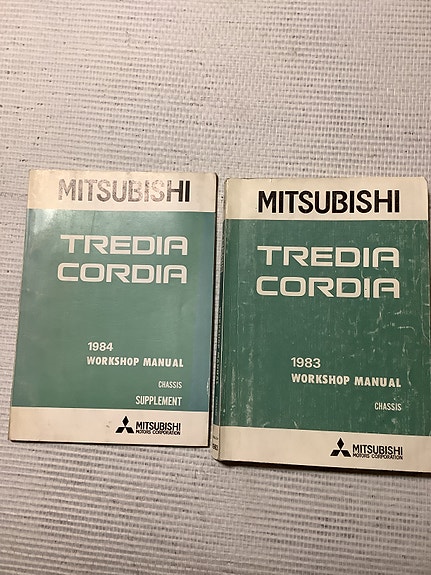 MITSUBISHI
TREDIA
CORDIA
1984
WORKSHOP MANUAL
CHASSIS
SUPPLEMENT
MITSUBISHI
MOTORS CORPORATION
MITSUBISHI
TREDIA
CORDIA
1983
WORKSHOP MANUAL
CHASSIS
MITSUBISHI
MOTORS CORPORATION